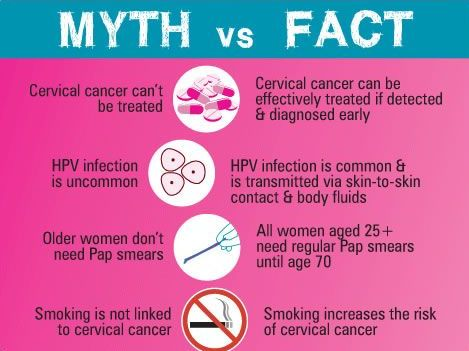 MYTH vs FACT
Cervical cancer can't
be treated
Cervical cancer can be
effectively treated if detected
& diagnosed early
HPV infection
is uncommon
HPV infection is common &
is transmitted via skin-to-skin
contact & body fluids
Older women don't
need Pap smears
All women aged 25+
need regular Pap smears
until age 70
Smoking is not linked
to cervical cancer
Smoking increases the risk
of cervical cancer